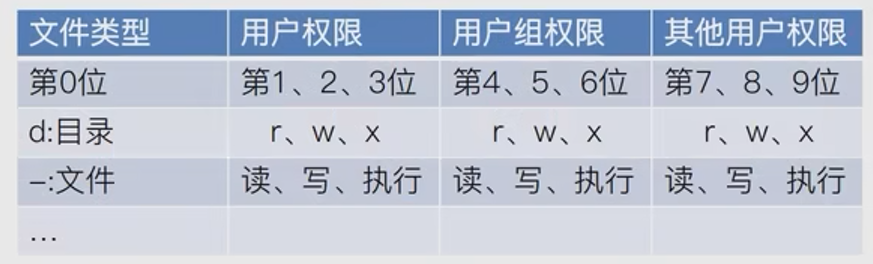 文件类型 用户权限 用户组权限 其他用户权限
第0位 第1、2、3位 第4、5、6位 第7、8、9位
d:目录 r、w、x r、w、x r、w、x
-:文件 读、写、执行 读、写、执行 读、写、执行
...